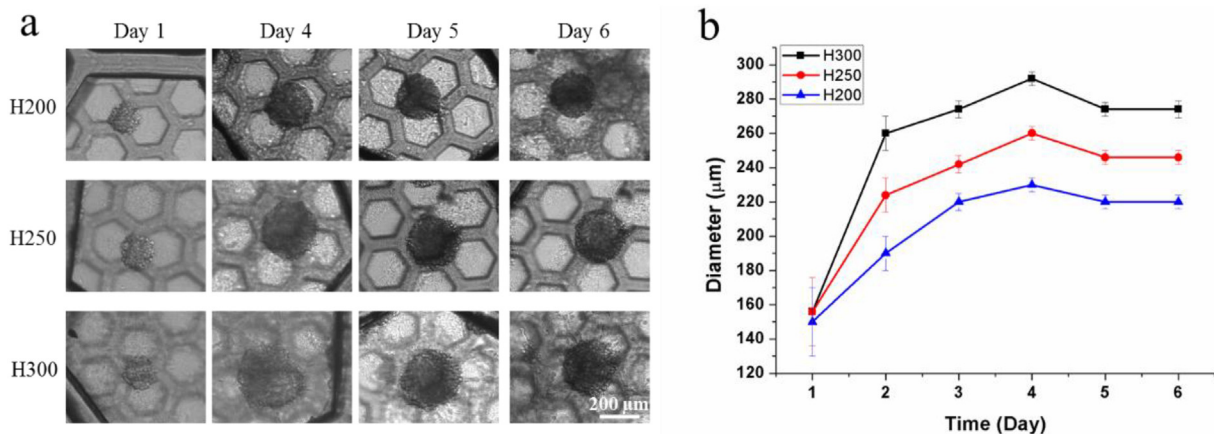 a
Day 1 Day 4 Day 5 Day 6
H200
H250
H300
200 μm
b
H300
H250
H200
Diameter (μm)
300
280
260
240
220
200
180
160
140
120
1 2 3 4 5 6
Time (Day)